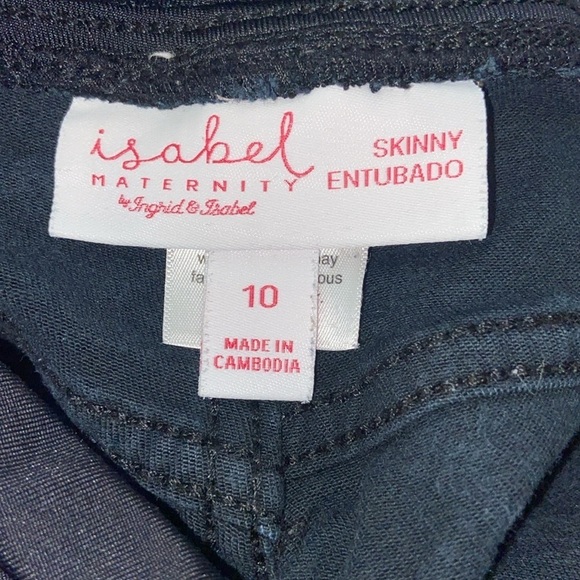 isabel
MATERNITY
by Ingrid & Isabel
SKINNY
ENTUBADO
10
MADE IN
CAMBODIA